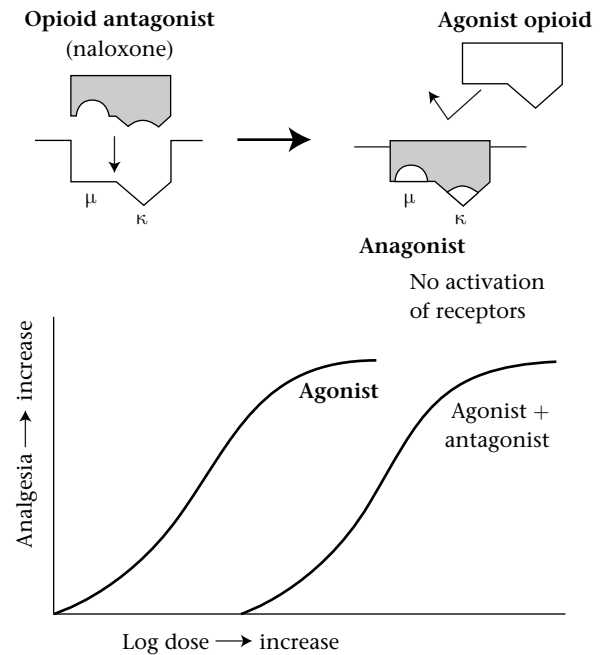 Opioid antagonist
(naloxone)
Agonist opioid
μ
κ
μ
κ
Anagonist
No activation
of receptors
Analgesia → increase
Agonist
Agonist +
antagonist
Log dose → increase